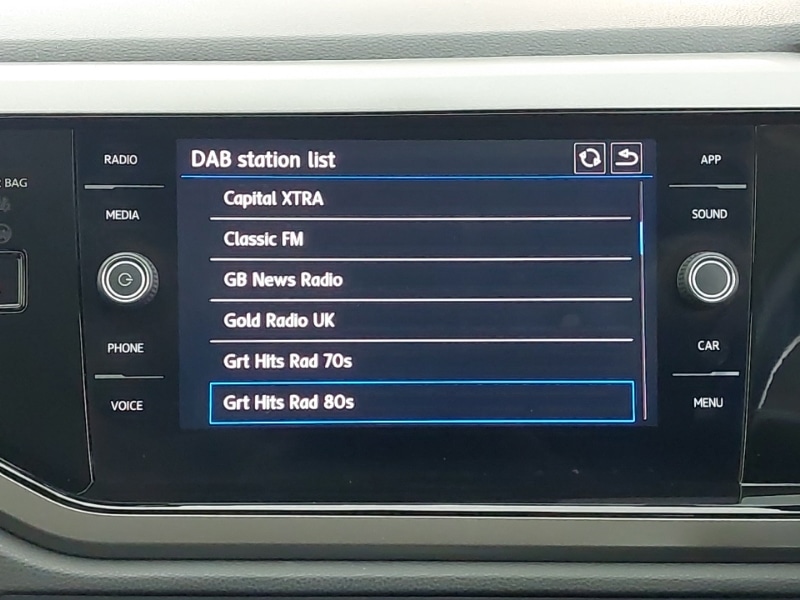 DAB station list
Capital XTRA
Classic FM
GB News Radio
Gold Radio UK
Grt Hits Rad 70s
Grt Hits Rad 80s
RADIO
MEDIA
PHONE
VOICE
APP
SOUND
CAR
MENU
BAG